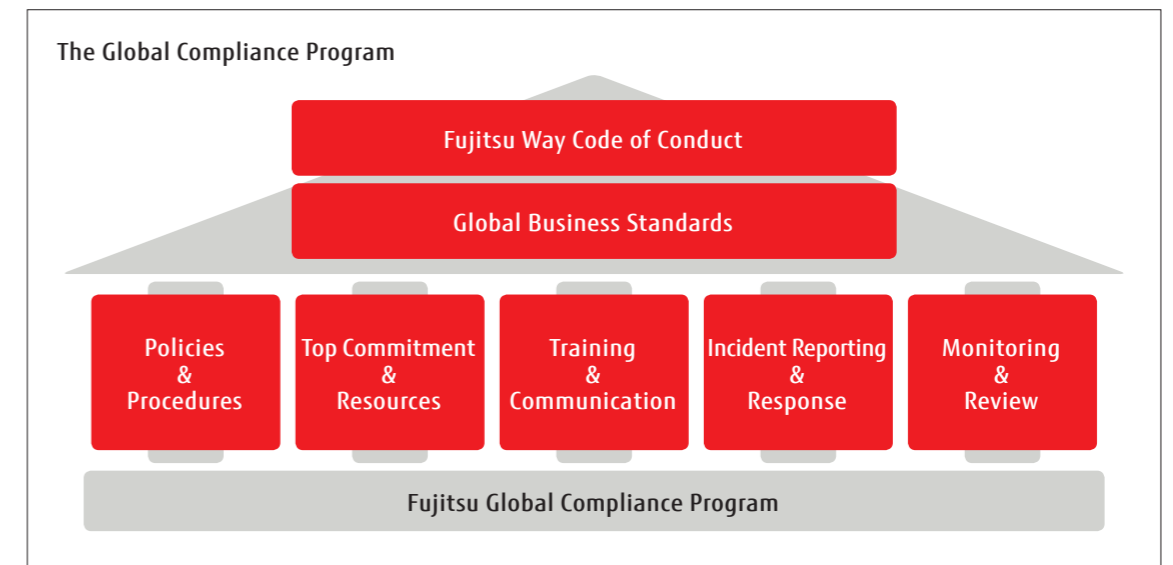 The Global Compliance Program
Fujitsu Way Code of Conduct
Global Business Standards
Policies
&
Procedures
Top Commitment
&
Resources
Training
&
Communication
Incident Reporting
&
Response
Monitoring
&
Review
Fujitsu Global Compliance Program